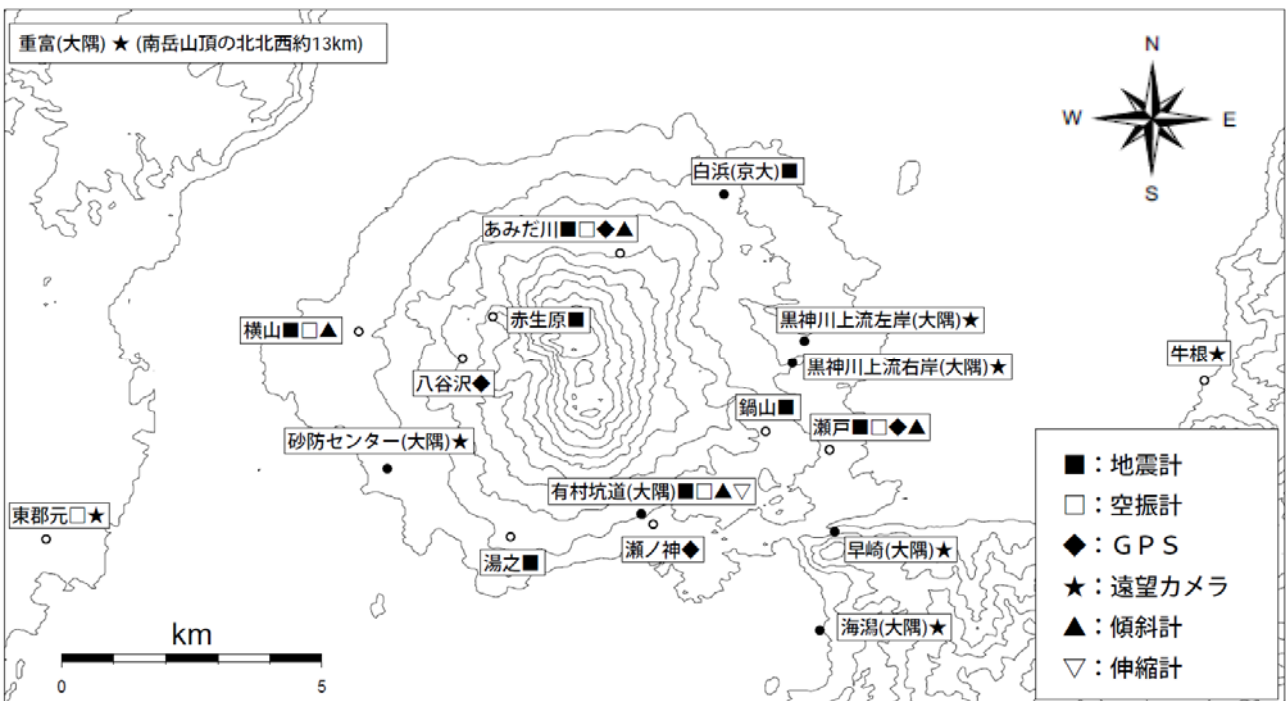 重富(大隅) ★ (南岳山頂の北北西約13km)
N
W
E
S
白浜(京大)■
あみだ川■□◆▲
赤生原■
横山■□▲
黒神川上流左岸(大隅)★
黒神川上流右岸(大隅)★
牛根★
八谷沢◆
鍋山■
瀬戸■□◆▲
砂防センター(大隅)★
有村坑道(大隅)■□▲▽
東郡元□★
瀬ノ神◆
早崎(大隅)★
湯之■
海潟(大隅)★
km
0
5
■:地震計
□:空振計
◆:GPS
★:遠望カメラ
▲:傾斜計
▽:伸縮計